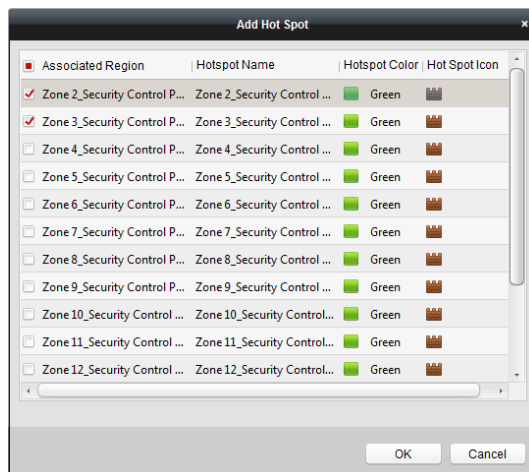 Add Hot Spot ×
Associated Region Hotspot Name Hotspot Color Hot Spot Icon
Zone 2_Security Control P... Zone 2_Security Control ... Green
Zone 3_Security Control P... Zone 3_Security Control ... Green
Zone 4_Security Control P... Zone 4_Security Control ... Green
Zone 5_Security Control P... Zone 5_Security Control ... Green
Zone 6_Security Control P... Zone 6_Security Control ... Green
Zone 7_Security Control P... Zone 7_Security Control ... Green
Zone 8_Security Control P... Zone 8_Security Control ... Green
Zone 9_Security Control P... Zone 9_Security Control ... Green
Zone 10_Security Control ... Zone 10_Security Control... Green
Zone 11_Security Control ... Zone 11_Security Control... Green
Zone 12_Security Control ... Zone 12_Security Control... Green
OK Cancel